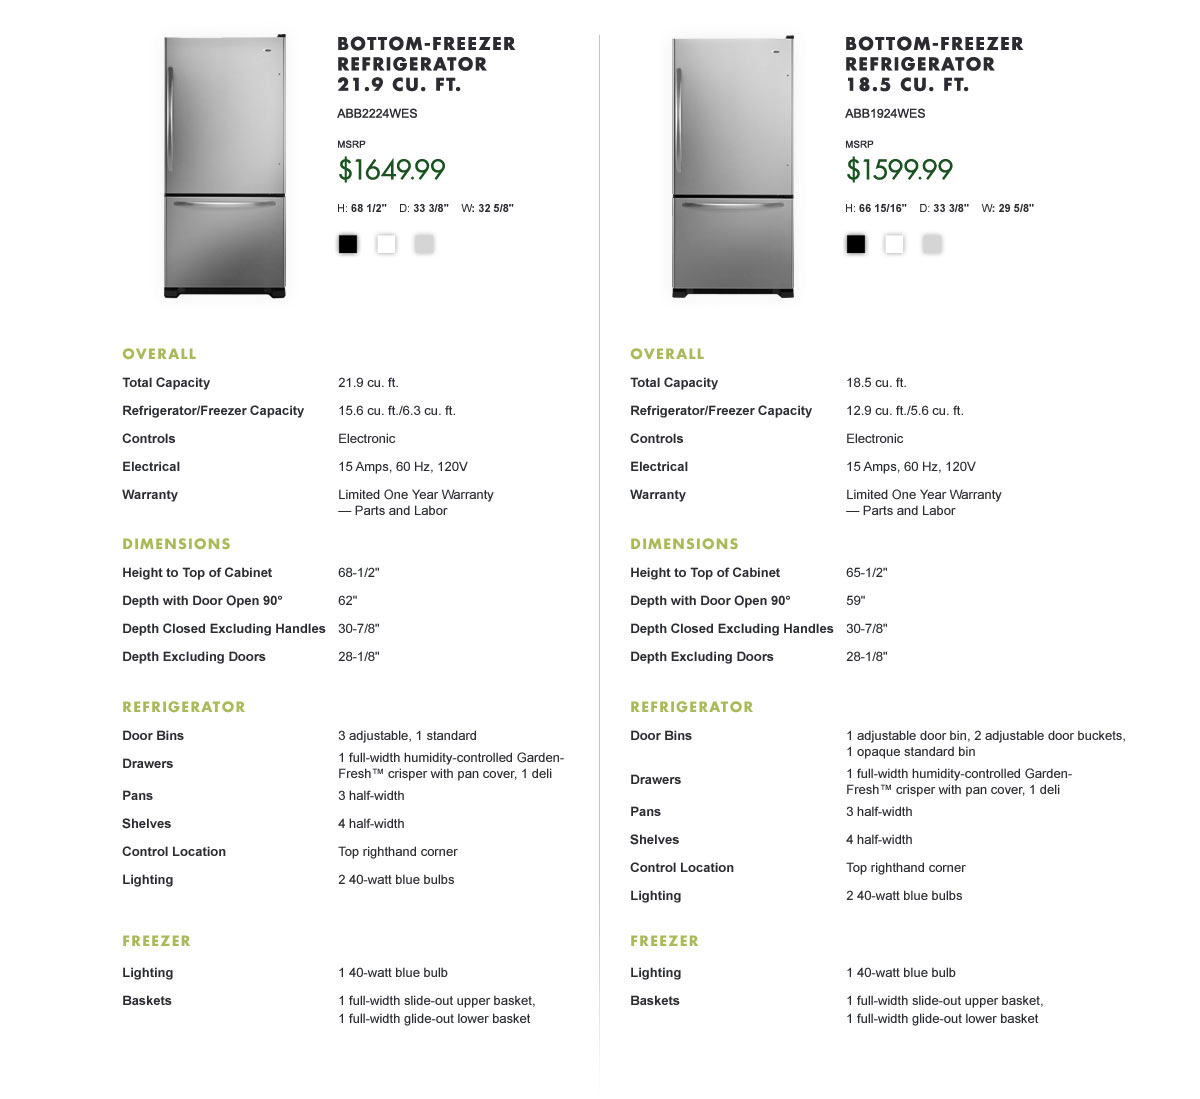 BOTTOM-FREEZER
REFRIGERATOR
21.9 CU. FT.
ABB2224WES
MSRP
$1649.99
H: 68 1/2" D: 33 3/8" W: 32 5/8"
OVERALL
Total Capacity 21.9 cu. ft.
Refrigerator/Freezer Capacity 15.6 cu. ft./6.3 cu. ft.
Controls Electronic
Electrical 15 Amps, 60 Hz, 120V
Warranty Limited One Year Warranty
— Parts and Labor
DIMENSIONS
Height to Top of Cabinet 68-1/2"
Depth with Door Open 90° 62"
Depth Closed Excluding Handles 30-7/8"
Depth Excluding Doors 28-1/8"
REFRIGERATOR
Door Bins 3 adjustable, 1 standard
Drawers 1 full-width humidity-controlled Garden-
Fresh™ crisper with pan cover, 1 deli
Pans 3 half-width
Shelves 4 half-width
Control Location Top righthand corner
Lighting 2 40-watt blue bulbs
FREEZER
Lighting 1 40-watt blue bulb
Baskets 1 full-width slide-out upper basket,
1 full-width glide-out lower basket
BOTTOM-FREEZER
REFRIGERATOR
18.5 CU. FT.
ABB1924WES
MSRP
$1599.99
H: 66 15/16" D: 33 3/8" W: 29 5/8"
OVERALL
Total Capacity 18.5 cu. ft.
Refrigerator/Freezer Capacity 12.9 cu. ft./5.6 cu. ft.
Controls Electronic
Electrical 15 Amps, 60 Hz, 120V
Warranty Limited One Year Warranty
— Parts and Labor
DIMENSIONS
Height to Top of Cabinet 65-1/2"
Depth with Door Open 90° 59"
Depth Closed Excluding Handles 30-7/8"
Depth Excluding Doors 28-1/8"
REFRIGERATOR
Door Bins 1 adjustable door bin, 2 adjustable door buckets,
1 opaque standard bin
Drawers 1 full-width humidity-controlled Garden-
Fresh™ crisper with pan cover, 1 deli
Pans 3 half-width
Shelves 4 half-width
Control Location Top righthand corner
Lighting 2 40-watt blue bulbs
FREEZER
Lighting 1 40-watt blue bulb
Baskets 1 full-width slide-out upper basket,
1 full-width glide-out lower basket